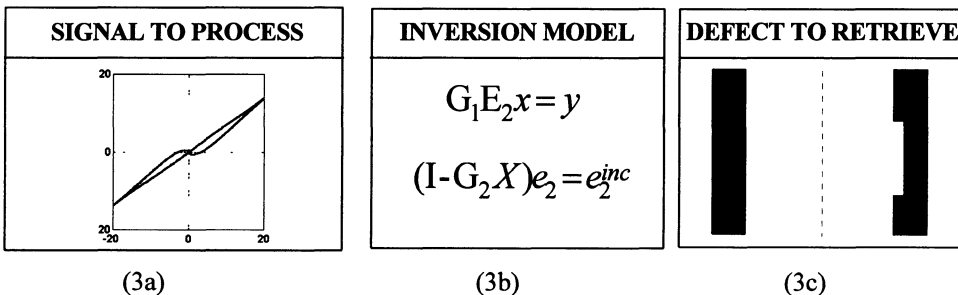 SIGNAL TO PROCESS
20
0
20
-20
0
20
(3a)
INVERSION MODEL
G₁E₂x = y
(I-G₂X)e₂ = e₂ⁱⁿᶜ
(3b)
DEFECT TO RETRIEVE
(3c)